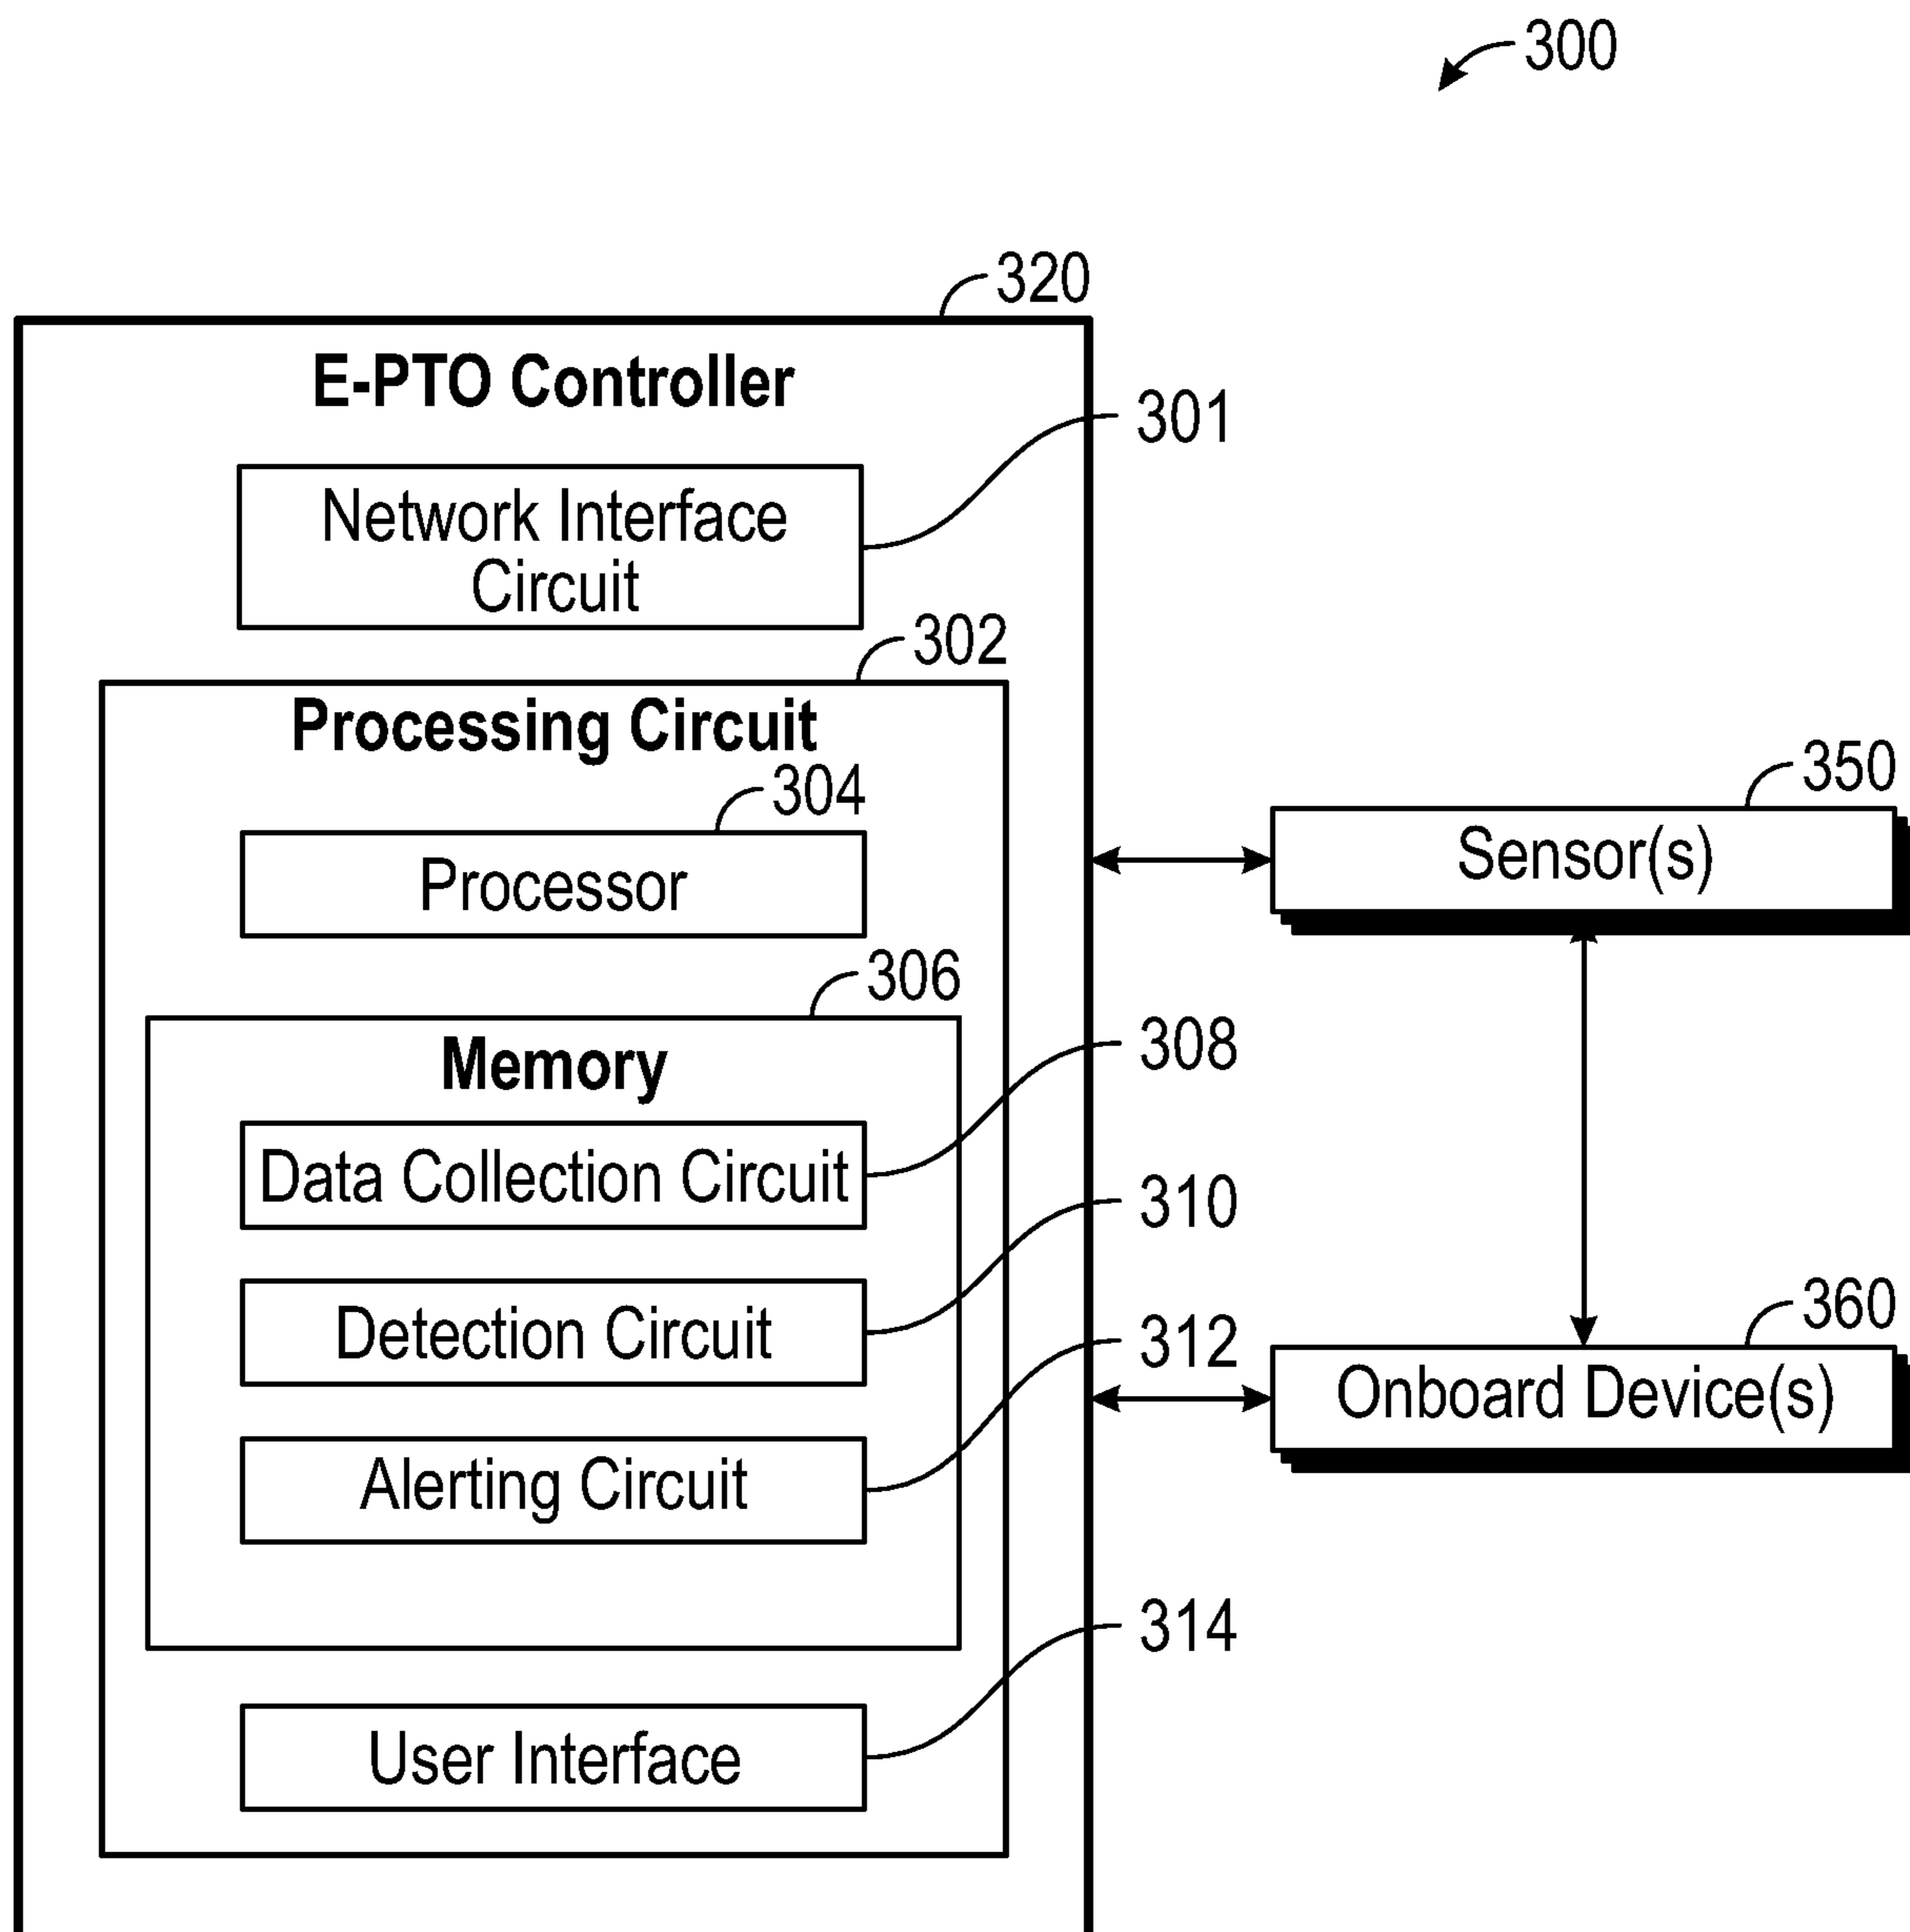 300
320
E-PTO Controller
301
Network Interface
Circuit
302
Processing Circuit
304
Processor
350
Sensor(s)
306
Memory
308
Data Collection Circuit
310
Detection Circuit
312
360
Onboard Device(s)
Alerting Circuit
314
User Interface